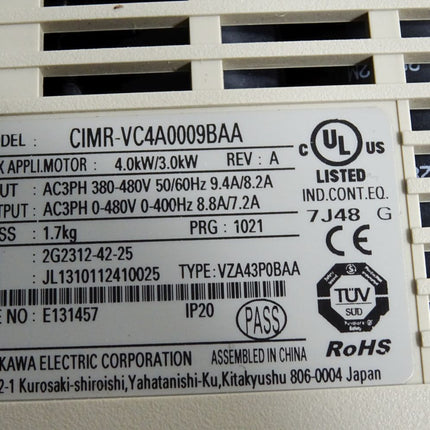 ODEL : CIMR-VC4A0009BAA
X APPLI.MOTOR : 4.0kW/3.0kW REV : A
UT : AC3PH 380-480V 50/60Hz 9.4A/8.2A
TPUT : AC3PH 0-480V 0-400Hz 8.8A/7.2A
SS : 1.7kg PRG : 1021
: 2G2312-42-25
: JL1310112410025 TYPE:VZA43P0BAA
E NO : E131457 IP20
PASS
KAWA ELECTRIC CORPORATION ASSEMBLED IN CHINA
2-1 Kurosaki-shiroishi,Yahatanishi-Ku,Kitakyushu 806-0004 Japan
C UL US
LISTED
IND.CONT.EQ.
7J48 G
TÜV
SÜD
RoHS